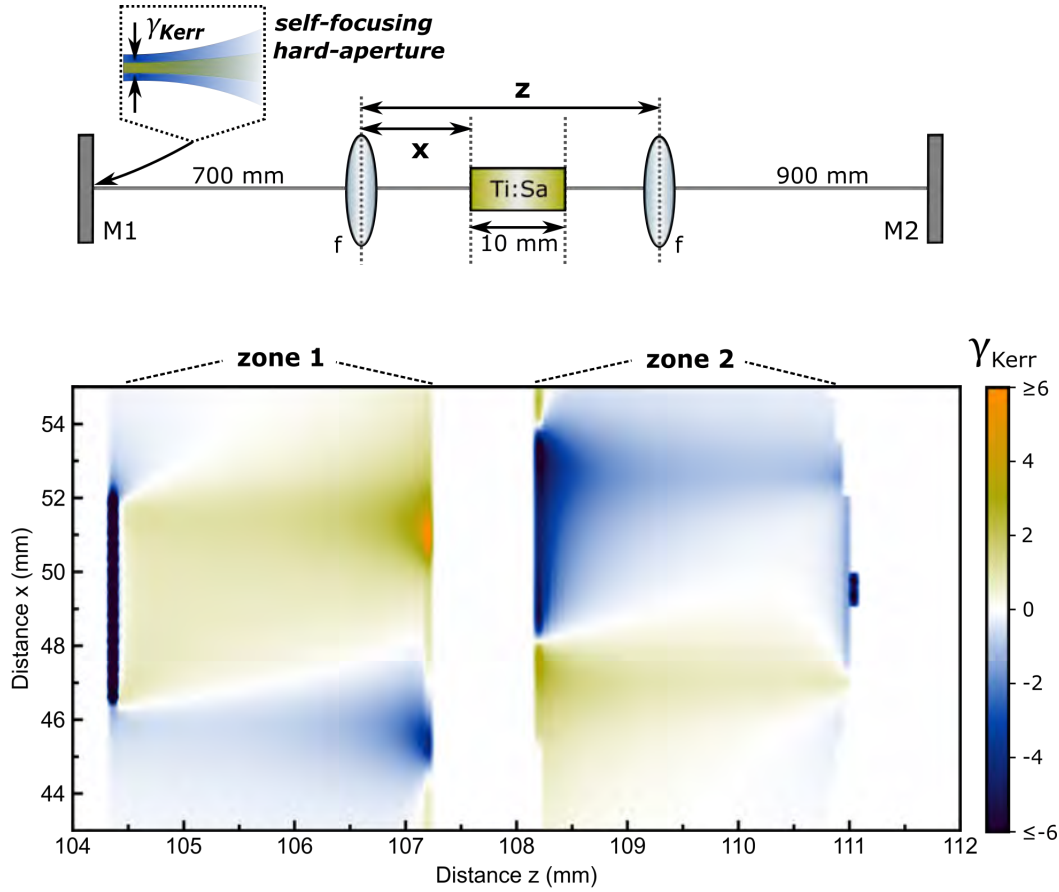 γKerr
self-focusing
hard-aperture
z
x
700 mm
Ti:Sa
900 mm
M1
f
10 mm
f
M2
zone 1
zone 2
γKerr
≥6
4
2
0
-2
-4
≤-6
54
52
50
48
46
44
Distance x (mm)
104
105
106
107
108
109
110
111
112
Distance z (mm)